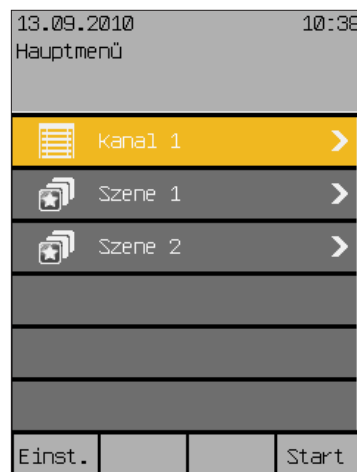 13.09.2010 10:38
Hauptmenü
Kanal 1
Szene 1
Szene 2
Einst. Start